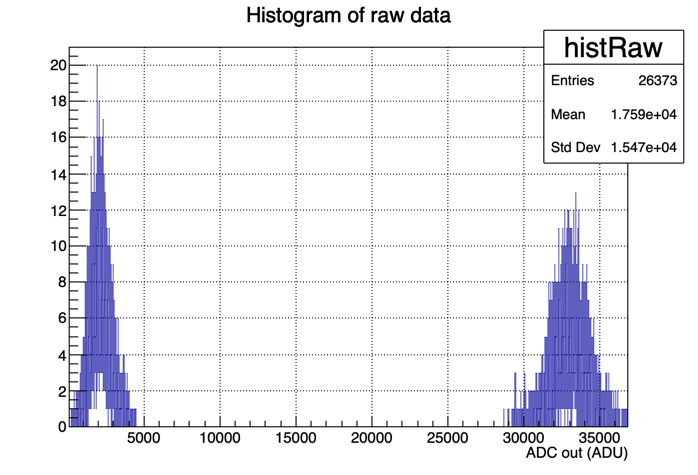 Histogram of raw data
histRaw
Entries 26373
Mean 1.759e+04
Std Dev 1.547e+04
20
18
16
14
12
10
8
6
4
2
0
5000 10000 15000 20000 25000 30000 35000
ADC out (ADU)